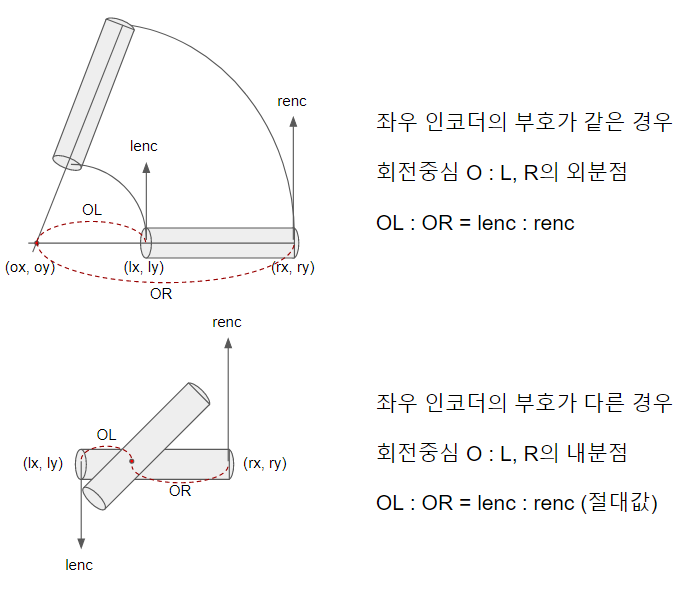 renc
lenc
OL
(ox, oy)
(lx, ly)
(rx, ry)
OR
좌우 인코더의 부호가 같은 경우
회전중심 O : L, R의 외분점
OL : OR = lenc : renc
renc
OL
(lx, ly)
(rx, ry)
OR
lenc
좌우 인코더의 부호가 다른 경우
회전중심 O : L, R의 내분점
OL : OR = lenc : renc (절대값)